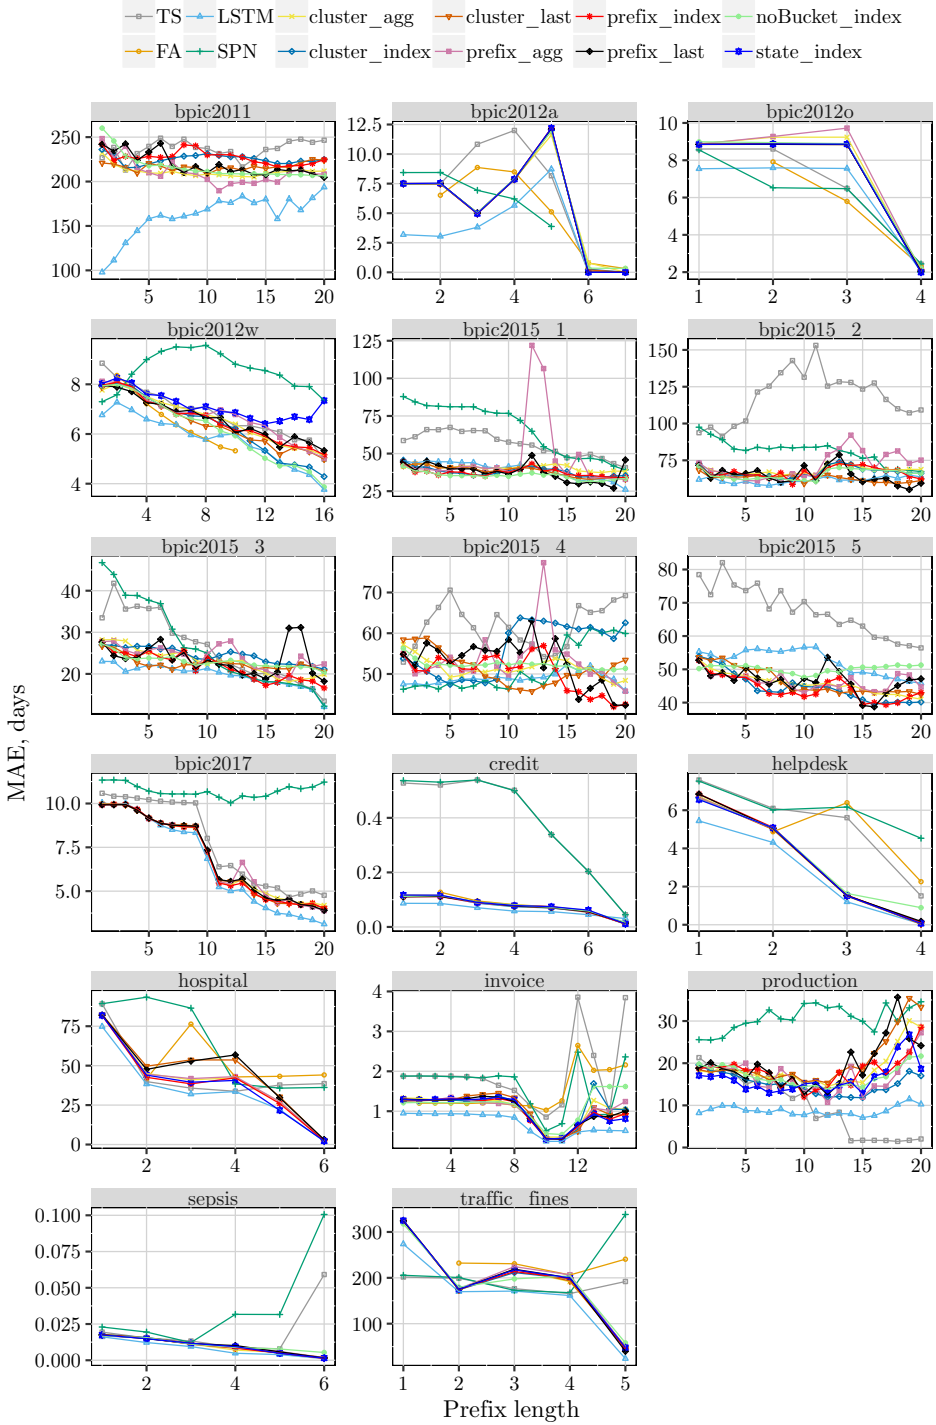 TS LSTM cluster_agg cluster_last prefix_index noBucket_index
FA SPN cluster_index prefix_agg prefix_last state_index
bpic2011 bpic2012a bpic2012o
250
200
150
100
5 10 15 20
12.5
10.0
7.5
5.0
2.5
0.0
2 4 6
10
8
6
4
2
1 2 3 4
bpic2012w bpic2015_1 bpic2015_2
8
6
4
4 8 12 16
125
100
75
50
25
5 10 15 20
150
125
100
75
5 10 15 20
bpic2015_3 bpic2015_4 bpic2015_5
40
30
20
5 10 15 20
70
60
50
5 10 15 20
80
70
60
50
40
5 10 15 20
MAE, days
bpic2017 credit helpdesk
10.0
7.5
5.0
5 10 15 20
0.4
0.2
0.0
2 4 6
6
4
2
0
1 2 3 4
hospital invoice production
75
50
25
0
2 4 6
4
3
2
1
4 8 12
30
20
10
0
5 10 15 20
sepsis traffic_fines
0.100
0.075
0.050
0.025
0.000
2 4 6
300
200
100
1 2 3 4 5
Prefix length